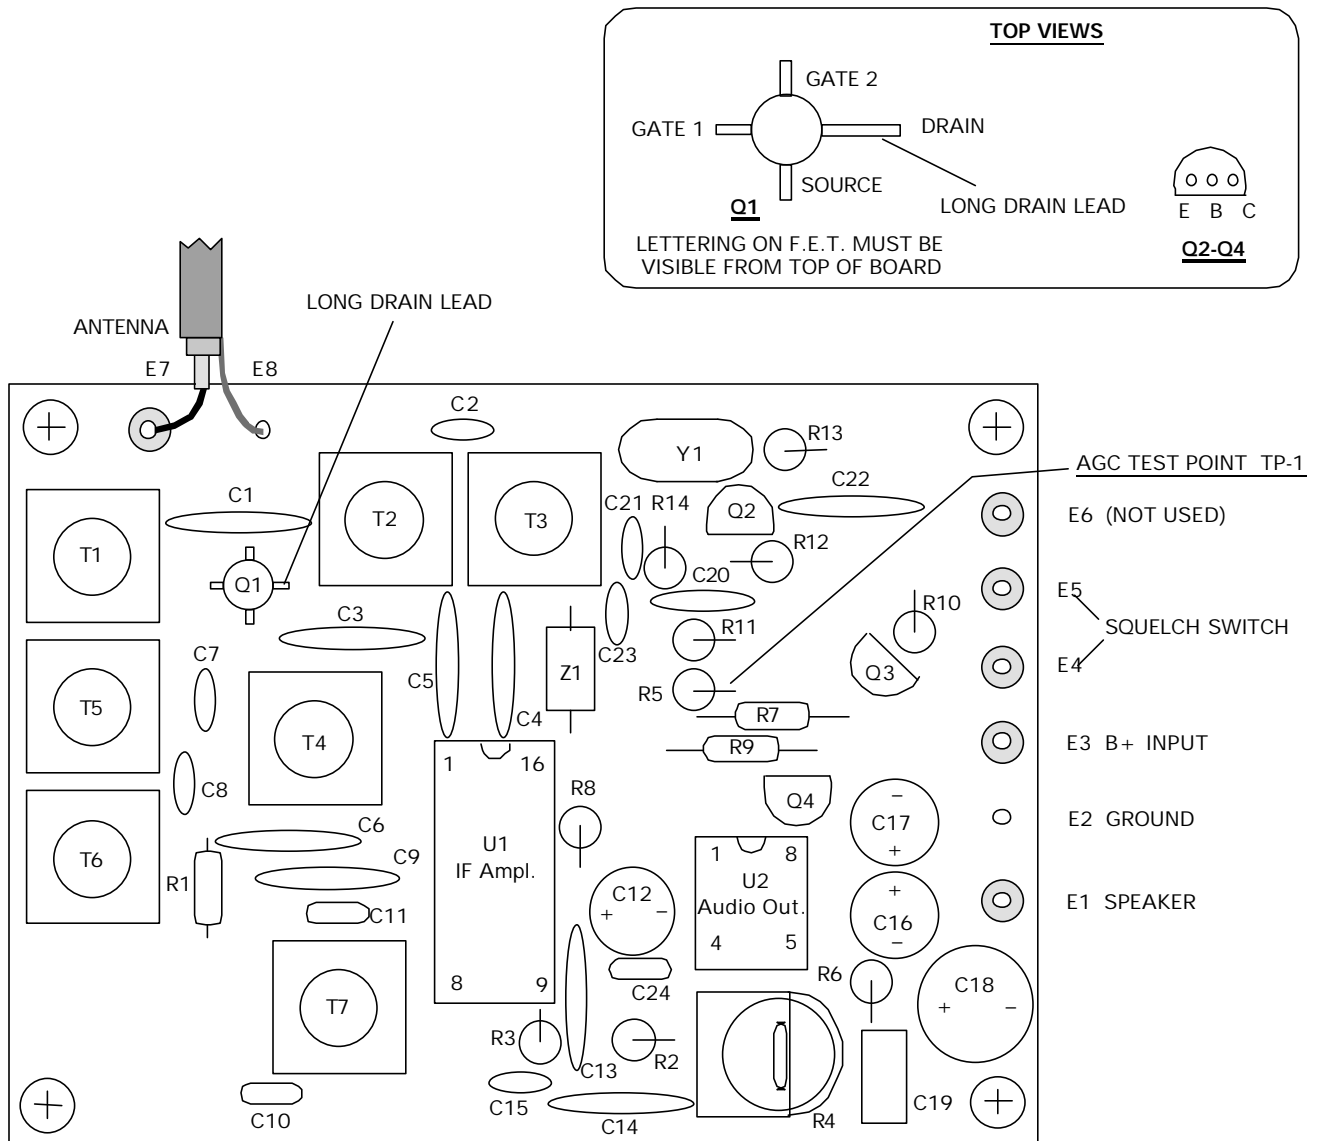 TOP VIEWS
GATE 2
GATE 1
DRAIN
SOURCE
LONG DRAIN LEAD
Q1
E B C
Q2-Q4
LETTERING ON F.E.T. MUST BE
VISIBLE FROM TOP OF BOARD
LONG DRAIN LEAD
ANTENNA
E7
E8
C2
R13
Y1
AGC TEST POINT TP-1
C1
C21
R14
C22
T2
T3
Q2
E6 (NOT USED)
T1
R12
Q1
C20
E5
R10
C3
R11
SQUELCH SWITCH
C7
C23
Z1
Q3
E4
C5
R5
T5
C4
R7
T4
R9
E3 B+ INPUT
1
16
R8
C8
Q4
−
C17
+
E2 GROUND
C6
U1
IF Ampl.
1
8
T6
C9
R1
U2
Audio Out.
C12
+
−
+
C16
−
E1 SPEAKER
C11
4
5
8
9
C24
R6
C18
+
−
T7
R3
R2
C13
C15
C14
R4
C19
C10